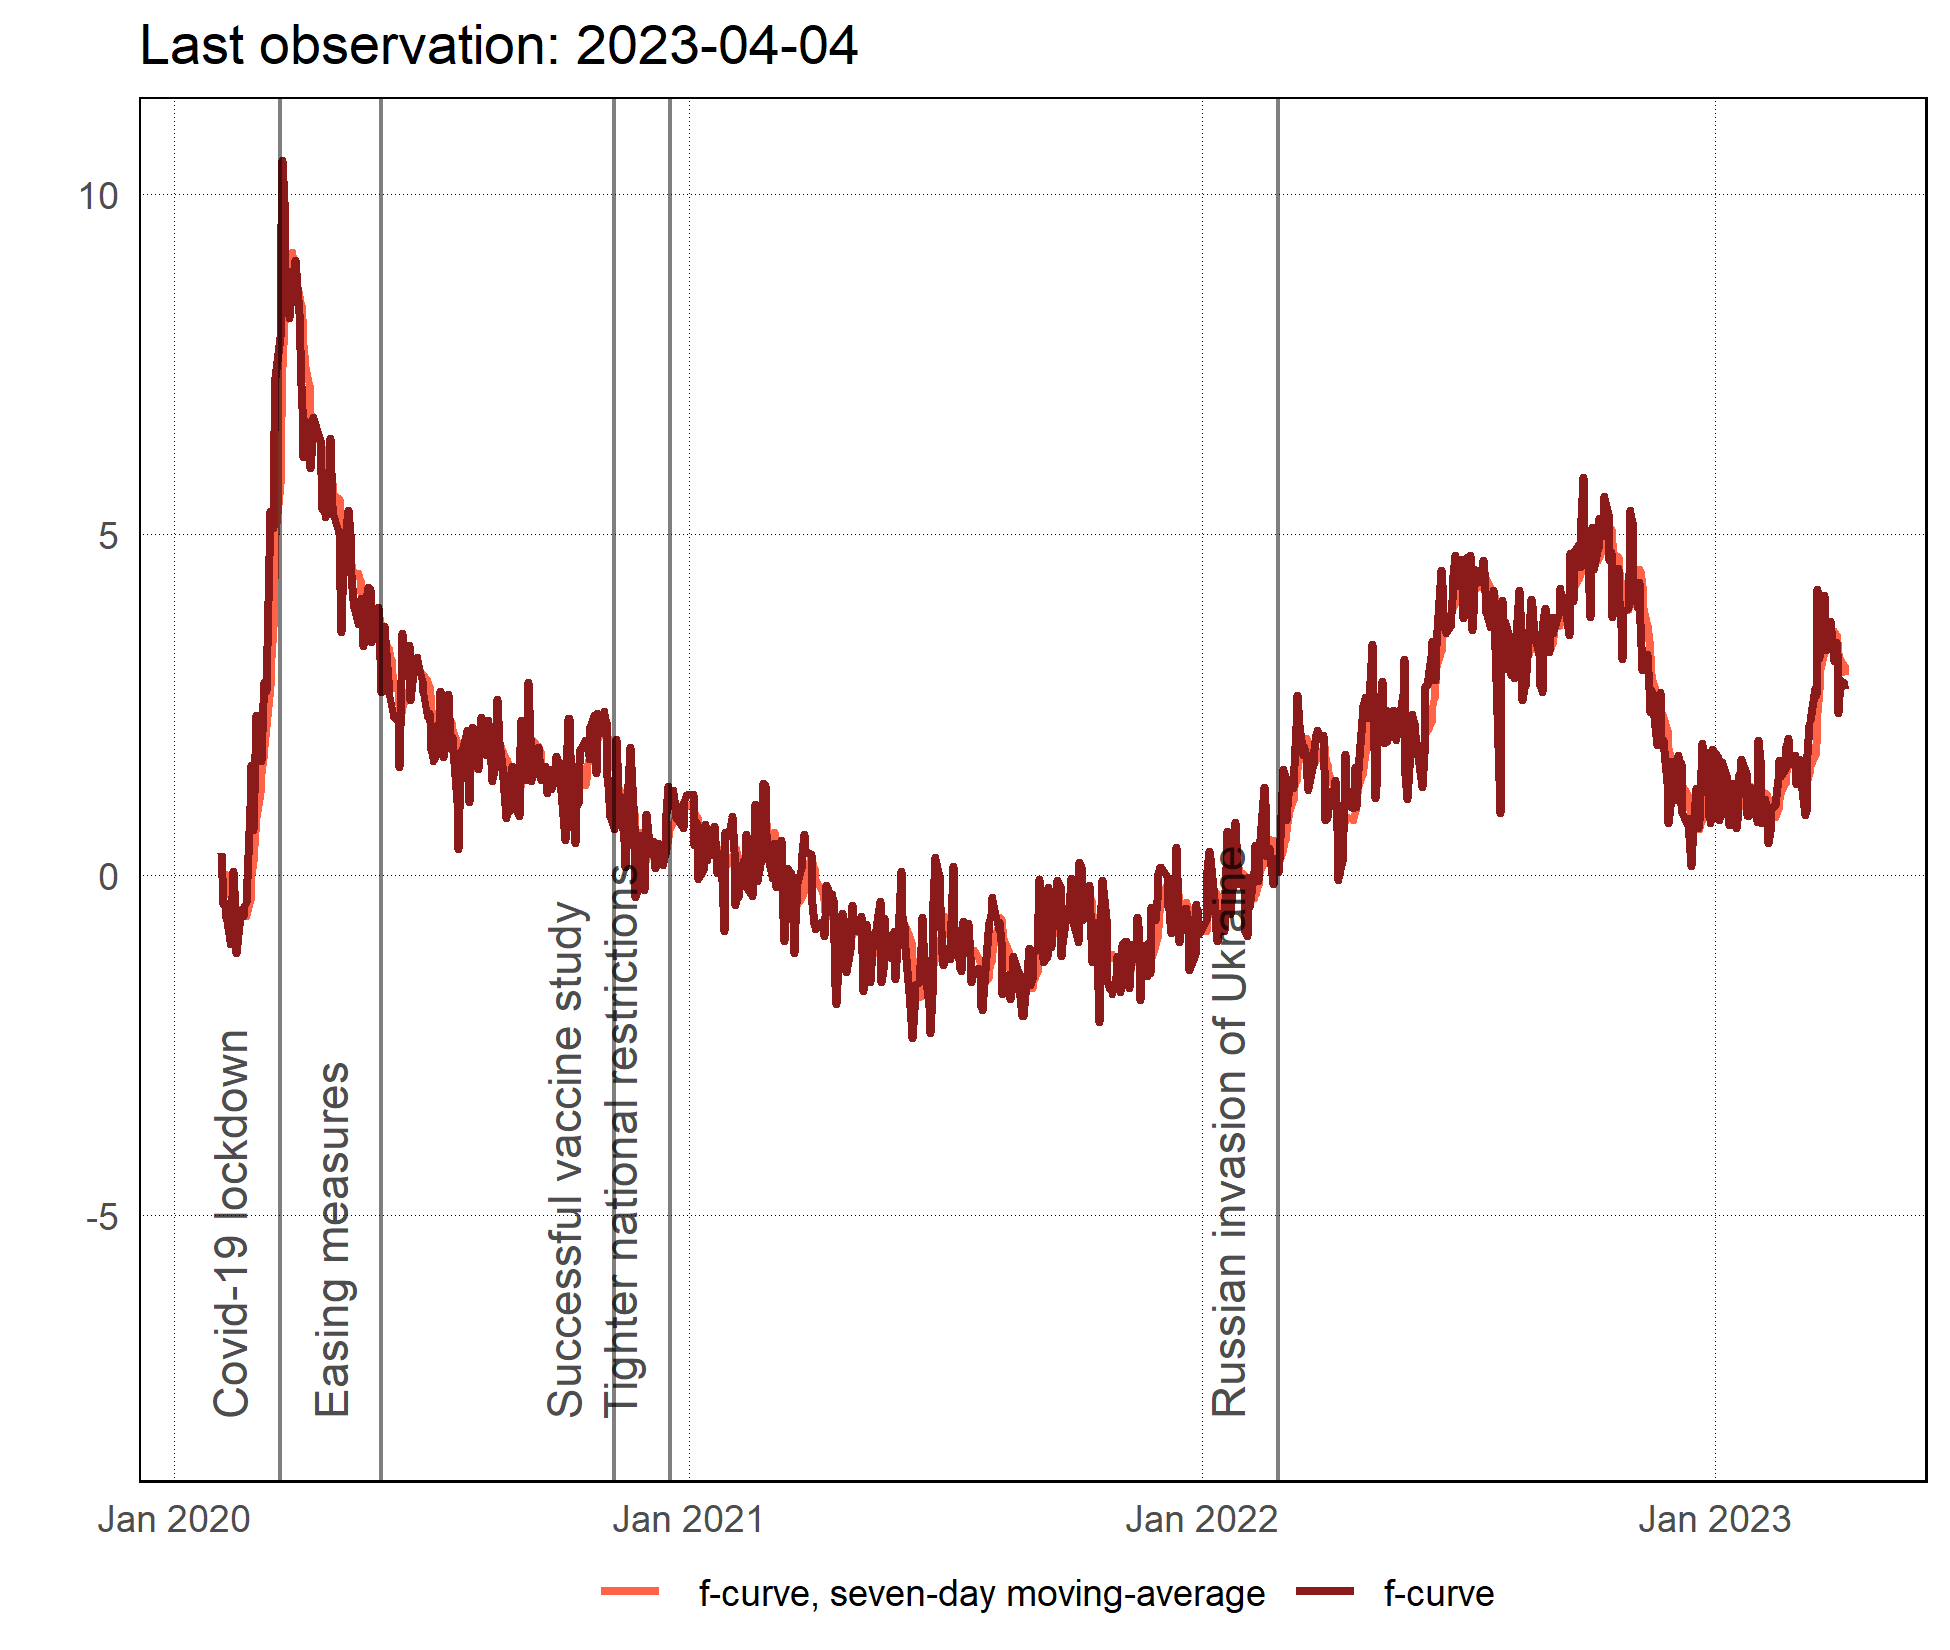 Last observation: 2023-04-04
10
5
0
-5
Covid-19 lockdown
Easing measures
Successful vaccine study
Tighter national restrictions
Russian invasion of Ukraine
Jan 2020
Jan 2021
Jan 2022
Jan 2023
f-curve, seven-day moving-average
f-curve